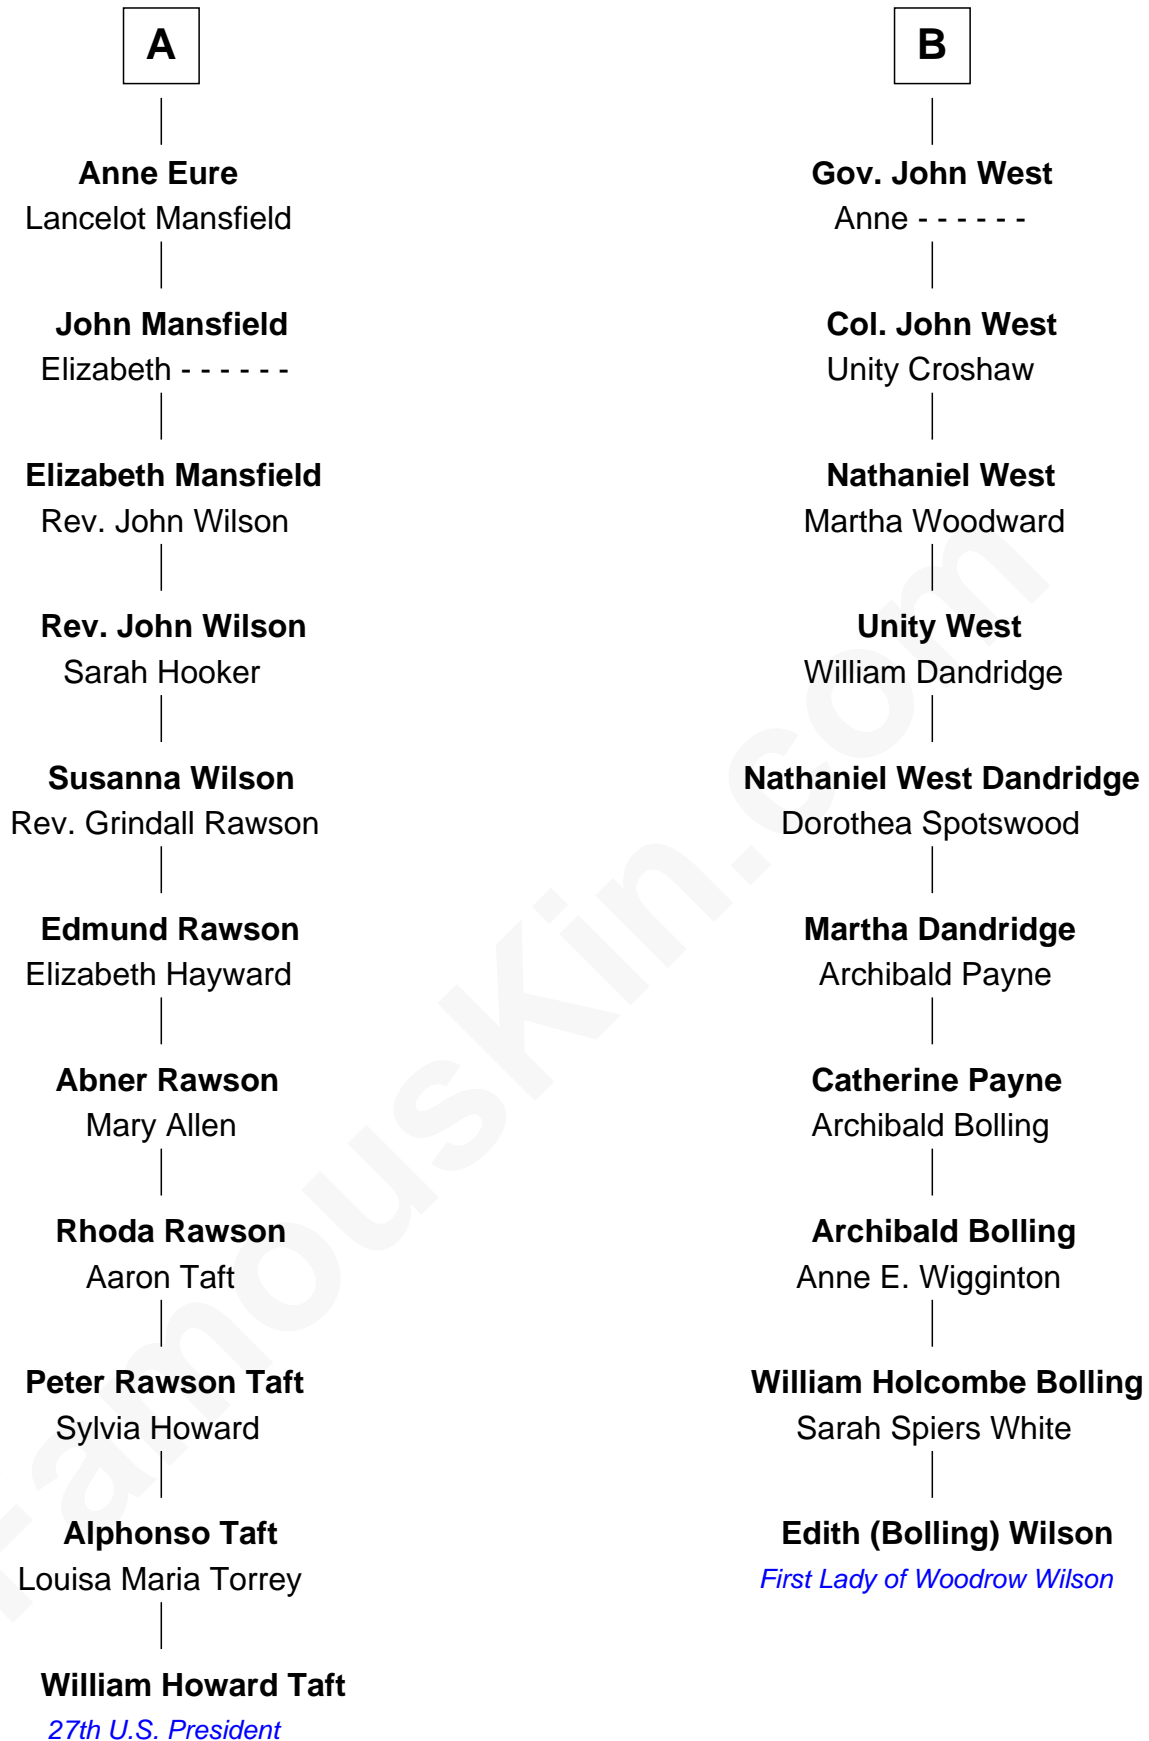 A
Anne Eure
Lancelot Mansfield
John Mansfield
Elizabeth - - - - - -
Elizabeth Mansfield
Rev. John Wilson
Rev. John Wilson
Sarah Hooker
Susanna Wilson
Rev. Grindall Rawson
Edmund Rawson
Elizabeth Hayward
Abner Rawson
Mary Allen
Rhoda Rawson
Aaron Taft
Peter Rawson Taft
Sylvia Howard
Alphonso Taft
Louisa Maria Torrey
William Howard Taft
27th U.S. President
B
Gov. John West
Anne - - - - - -
Col. John West
Unity Croshaw
Nathaniel West
Martha Woodward
Unity West
William Dandridge
Nathaniel West Dandridge
Dorothea Spotswood
Martha Dandridge
Archibald Payne
Catherine Payne
Archibald Bolling
Archibald Bolling
Anne E. Wigginton
William Holcombe Bolling
Sarah Spiers White
Edith (Bolling) Wilson
First Lady of Woodrow Wilson
FamousKin.com